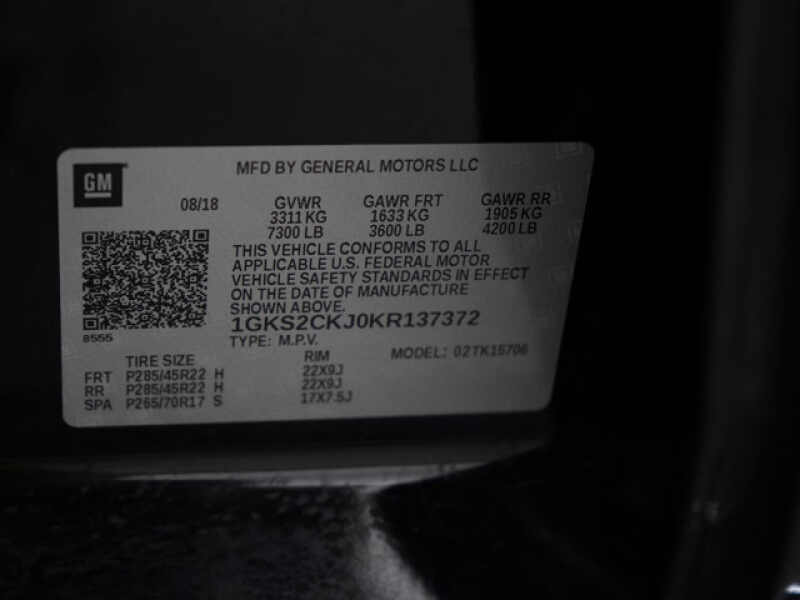 GM
MFD BY GENERAL MOTORS LLC
08/18 GVWR GAWR FRT GAWR RR
3311 KG 1633 KG 1905 KG
7300 LB 3600 LB 4200 LB
THIS VEHICLE CONFORMS TO ALL
APPLICABLE U.S. FEDERAL MOTOR
VEHICLE SAFETY STANDARDS IN EFFECT
ON THE DATE OF MANUFACTURE
SHOWN ABOVE.
1GKS2CKJ0KR137372
8555
TYPE: M.P.V. MODEL: 02TK15706
TIRE SIZE RIM
FRT P285/45R22 H 22X9J
RR P285/45R22 H 22X9J
SPA P265/70R17 S 17X7.5J